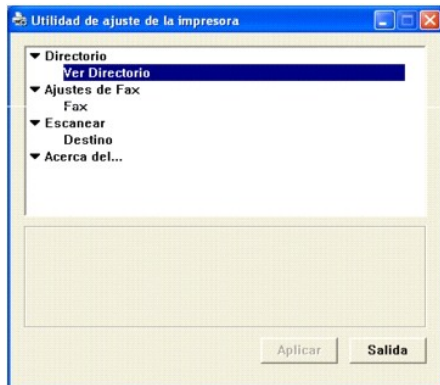 Utilidad de ajuste de la impresora
Directorio
Ver Directorio
Ajustes de Fax
Fax
Escanear
Destino
Acerca del...
Aplicar
Salida